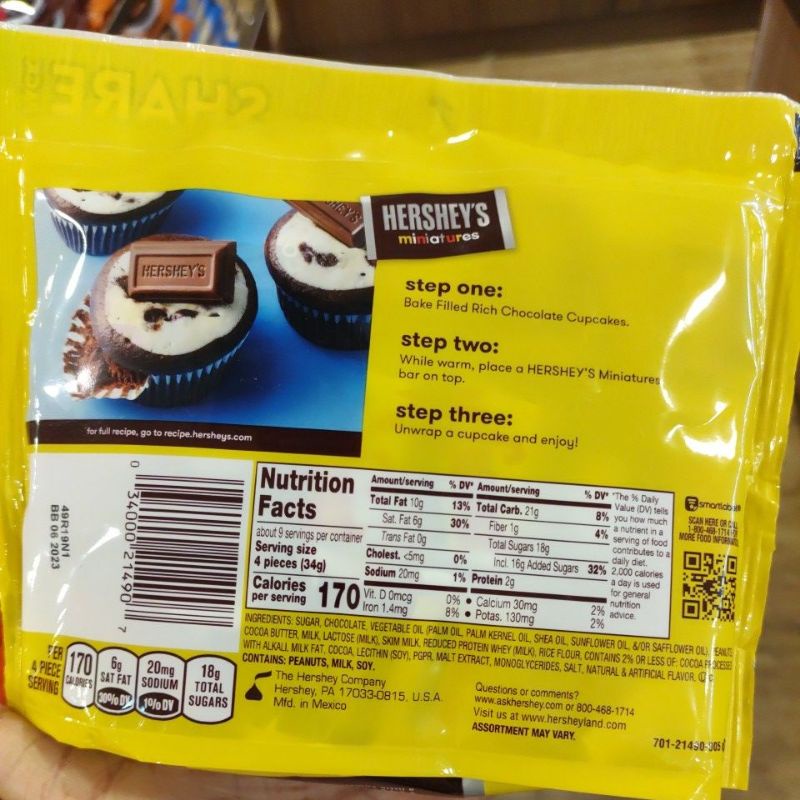 SHARE
HERSHEY'S
miniatures
HERSHEY'S
step one:
Bake Filled Rich Chocolate Cupcakes.
step two:
While warm, place a HERSHEY'S Miniatures
bar on top.
step three:
Unwrap a cupcake and enjoy!
for full recipe, go to recipe.hersheys.com
49R19N1
BB 06 2023
0 34000 21490 7
Nutrition
Facts
about 9 servings per container
Serving size
4 pieces (34g)
Calories
per serving 170
Amount/serving % DV*
Total Fat 10g 13%
Sat. Fat 6g 30%
Trans Fat 0g
Cholest. <5mg 0%
Sodium 20mg 1%
Amount/serving % DV*
Total Carb. 21g 8%
Fiber 1g 4%
Total Sugars 18g
Incl. 16g Added Sugars 32%
Protein 2g
Vit. D 0mcg 0% • Calcium 30mg 2%
Iron 1.4mg 8% • Potas. 130mg 2%
*The % Daily
Value (DV) tells
you how much
a nutrient in a
serving of food
contributes to a
daily diet.
2,000 calories
a day is used
for general
nutrition
advice.
smartlabel
SCAN HERE OR CALL
1-800-468-1714
MORE FOOD
INGREDIENTS: SUGAR, CHOCOLATE, VEGETABLE OIL (PALM OIL, PALM KERNEL OIL, SHEA OIL, SUNFLOWER OIL, &/OR SAFFLOWER OIL), PEANUTS,
COCOA BUTTER, MILK, LACTOSE (MILK), SKIM MILK, REDUCED PROTEIN WHEY (MILK), RICE FLOUR, CONTAINS 2% OR LESS OF: COCOA PROCESSED
WITH ALKALI, MILK FAT, COCOA, LECITHIN (SOY), PGPR, MALT EXTRACT, MONOGLYCERIDES, SALT, NATURAL & ARTIFICIAL FLAVOR.
CONTAINS: PEANUTS, MILK, SOY.
PER
4 PIECE
SERVING
170
CALORIES
6g
SAT FAT
30% DV
20mg
SODIUM
1% DV
18g
TOTAL
SUGARS
The Hershey Company
Hershey, PA 17033-0815, U.S.A.
Mfd. in Mexico
Questions or comments?
www.askhershey.com or 800-468-1714
Visit us at www.hersheyland.com
ASSORTMENT MAY VARY.
701-21490-005